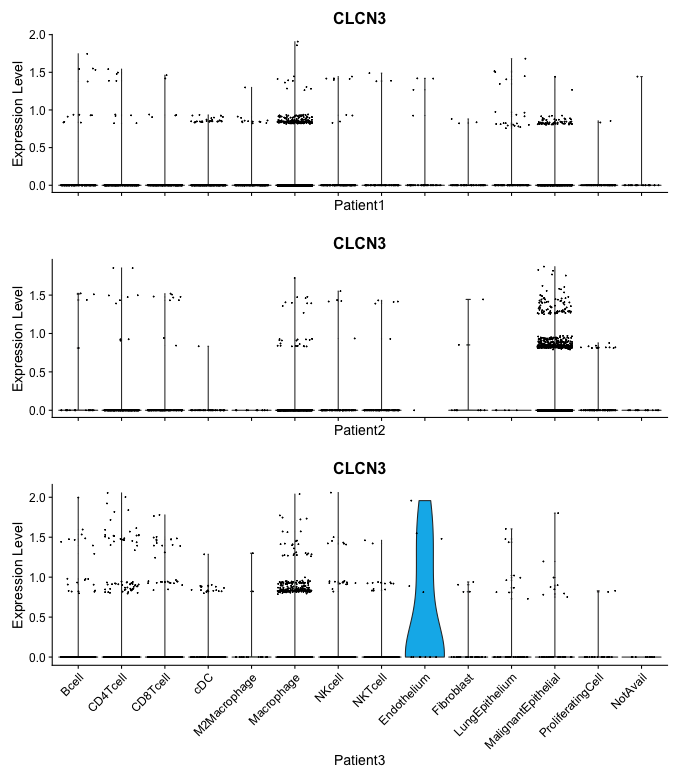 CLCN3
2.0
1.5
1.0
0.5
0.0
Expression Level
Patient1
CLCN3
1.5
1.0
0.5
0.0
Expression Level
Patient2
CLCN3
2.0
1.5
1.0
0.5
0.0
Expression Level
Bcell
CD4Tcell
CD8Tcell
cDC
M2Macrophage
Macrophage
NKcell
NKTcell
Endothelium
Fibroblast
LungEpithelium
MalignantEpithelial
ProliferatingCell
NotAvail
Patient3